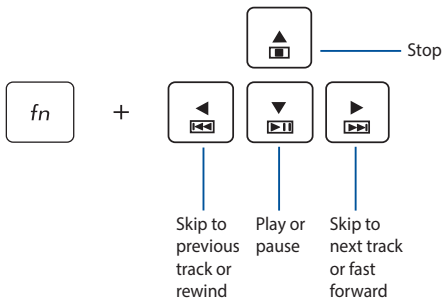 Stop
fn
+
Skip to
previous
track or
rewind
Play or
pause
Skip to
next track
or fast
forward